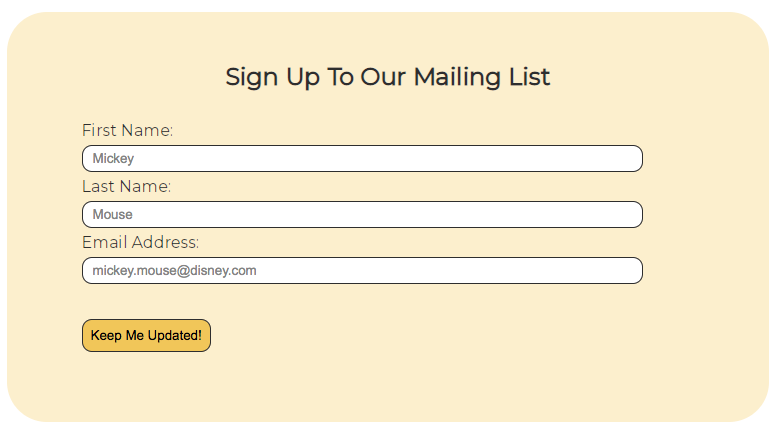 Sign Up To Our Mailing List
First Name:
Mickey
Last Name:
Mouse
Email Address:
mickey.mouse@disney.com
Keep Me Updated!